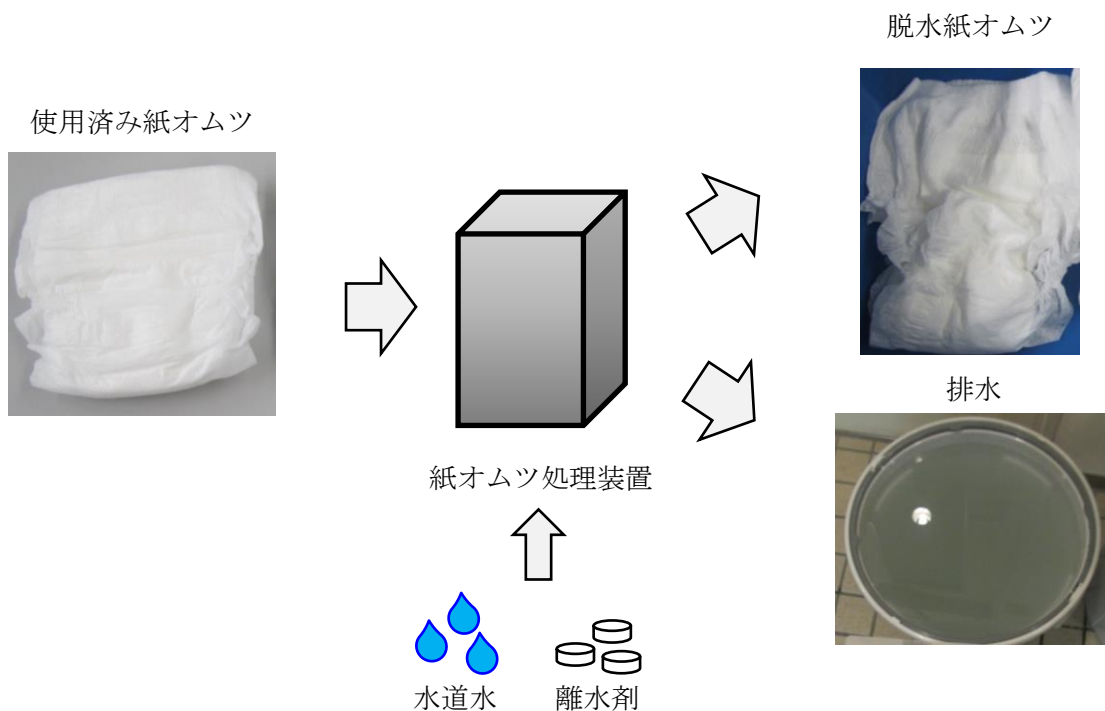 使用済み紙オムツ
脱水紙オムツ
排水
紙オムツ処理装置
水道水
離水剤